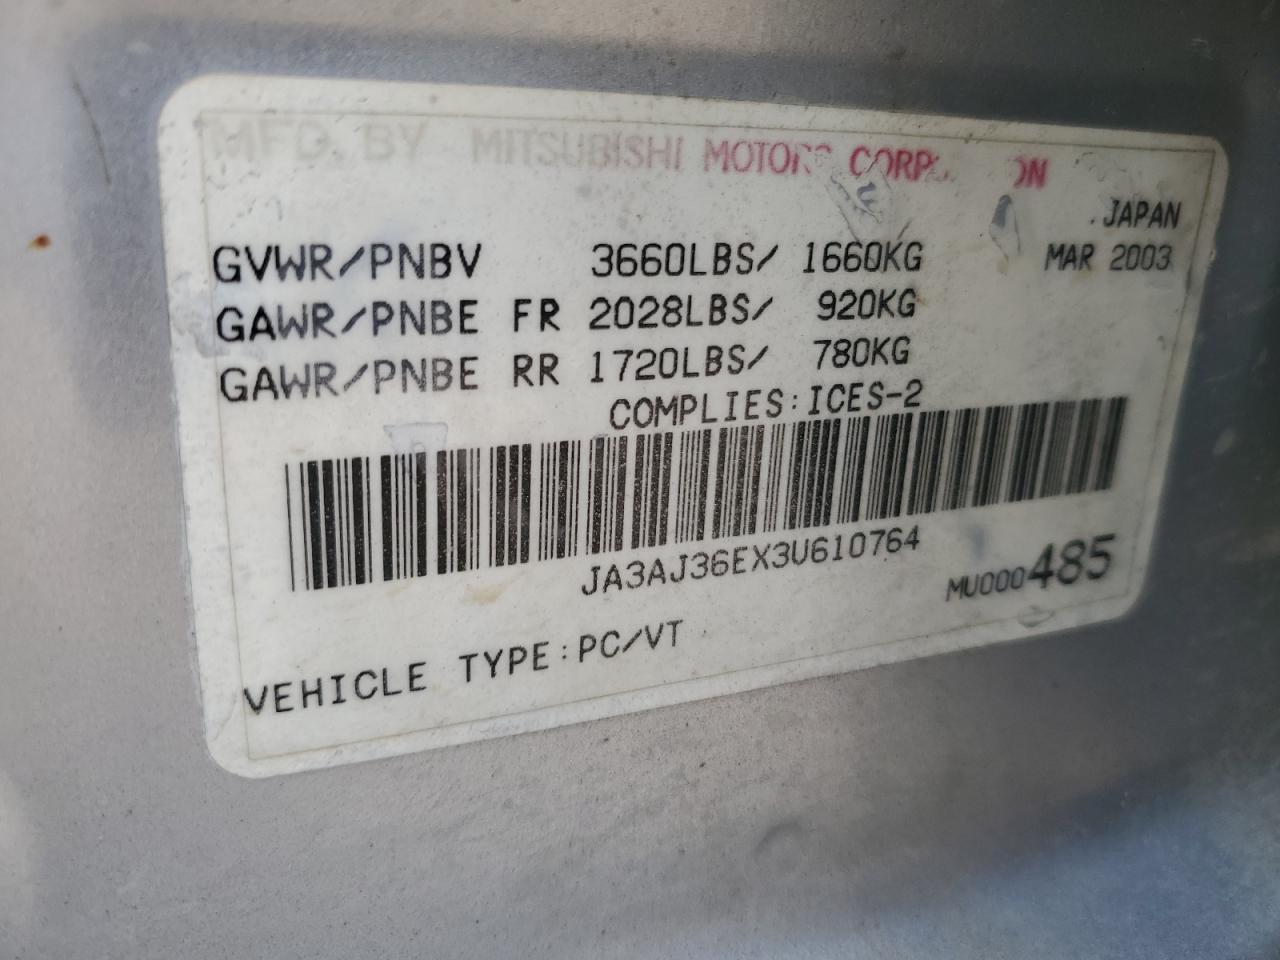 MFD. BY MITSUBISHI MOTORS
JAPAN
MAR 2003
GVWR/PNBV 3660LBS/ 1660KG
GAWR/PNBE FR 2028LBS/ 920KG
GAWR/PNBE RR 1720LBS/ 780KG
COMPLIES:ICES-2
JA3AJ36EX3U610764
MU000485
VEHICLE TYPE:PC/VT